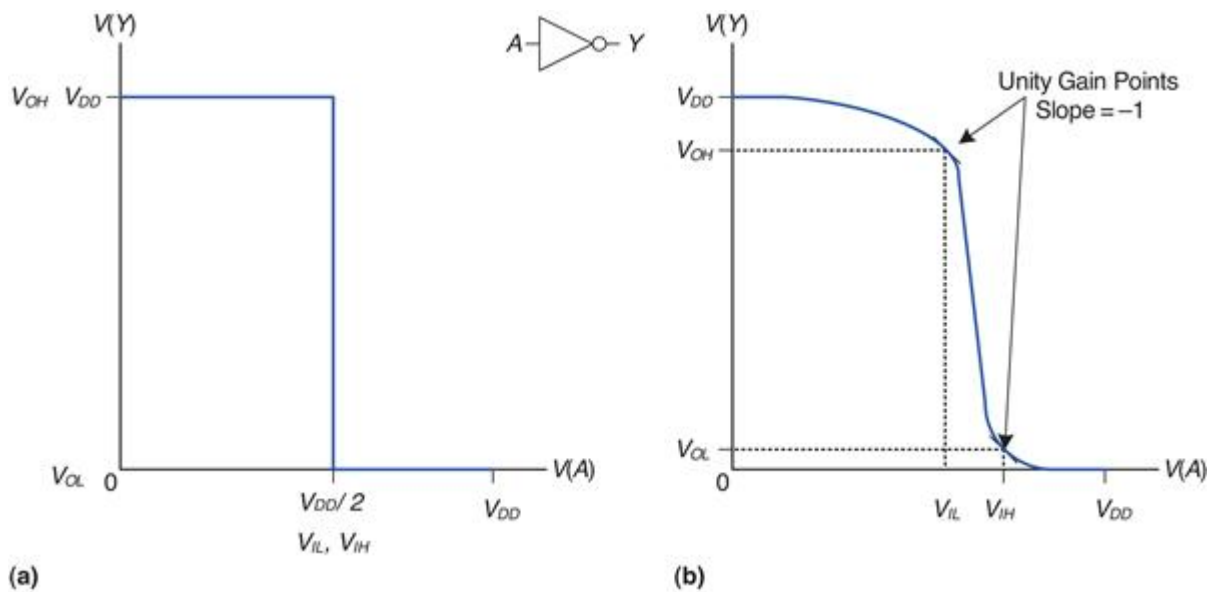 V(Y)
A
Y
V_OH V_DD
V_OL
0
V_DD/2
V_DD
V(A)
V_IL, V_IH
(a)
V(Y)
Unity Gain Points
Slope = –1
V_DD
V_OH
V_OL
0
V_IL
V_IH
V_DD
V(A)
(b)